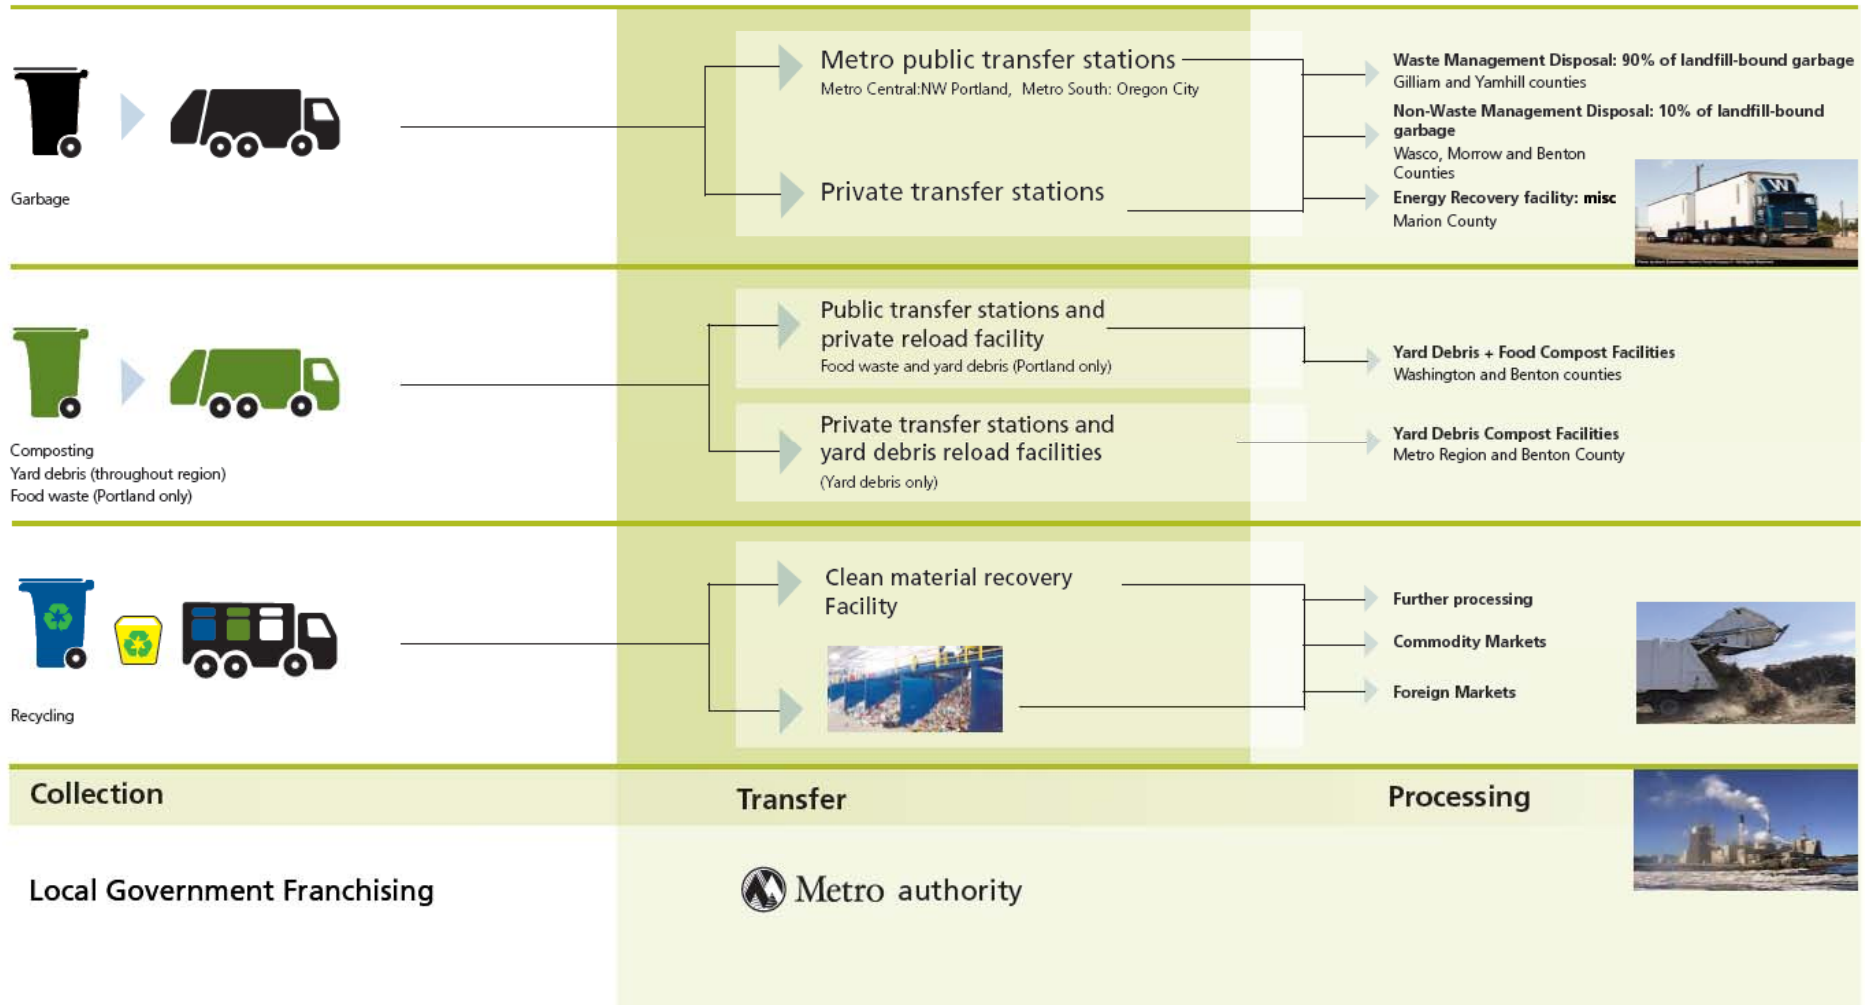 Metro public transfer stations
Metro Central:NW Portland, Metro South: Oregon City
Private transfer stations
Waste Management Disposal: 90% of landfill-bound garbage
Gilliam and Yamhill counties
Non-Waste Management Disposal: 10% of landfill-bound
garbage
Wasco, Morrow and Benton
Counties
Energy Recovery facility: misc
Marion County
W
Garbage
Public transfer stations and
private reload facility
Food waste and yard debris (Portland only)
Private transfer stations and
yard debris reload facilities
(Yard debris only)
Yard Debris + Food Compost Facilities
Washington and Benton counties
Yard Debris Compost Facilities
Metro Region and Benton County
Composting
Yard debris (throughout region)
Food waste (Portland only)
Clean material recovery
Facility
Further processing
Commodity Markets
Foreign Markets
Recycling
Collection
Transfer
Processing
Local Government Franchising
Metro authority